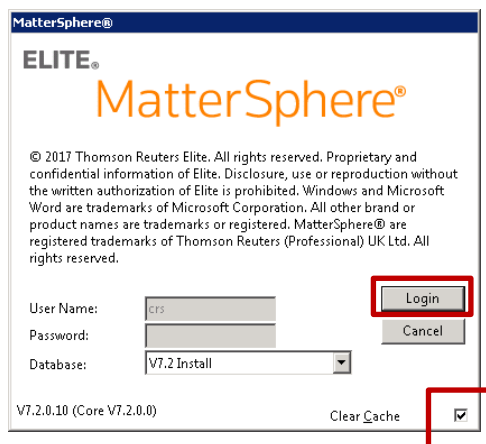 MatterSphere®
ELITE®
MatterSphere®
© 2017 Thomson Reuters Elite. All rights reserved. Proprietary and
confidential information of Elite. Disclosure, use or reproduction without
the written authorization of Elite is prohibited. Windows and Microsoft
Word are trademarks of Microsoft Corporation. All other brand or
product names are trademarks or registered. MatterSphere® are
registered trademarks of Thomson Reuters (Professional) UK Ltd. All
rights reserved.
Login
User Name: crs
Cancel
Password:
Database: V7.2 Install
V7.2.0.10 (Core V7.2.0.0) Clear Cache